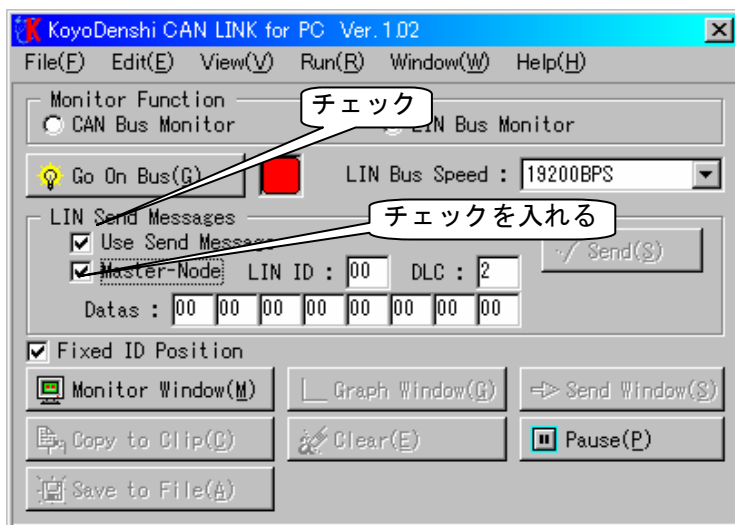 KoyoDenshi CAN LINK for PC Ver.1.02
File(F) Edit(E) View(V) Run(R) Window(W) Help(H)
Monitor Function
チェック
CAN Bus Monitor LIN Bus Monitor
Go On Bus(G) LIN Bus Speed : 19200BPS
LIN Send Messages
チェックを入れる
Use Send Message Send(S)
Master-Node LIN ID : 00 DLC : 2
Datas : 00 00 00 00 00 00 00 00
Fixed ID Position
Monitor Window(M) Graph Window(G) Send Window(S)
Copy to Clip(C) Clear(E) Pause(P)
Save to File(A)